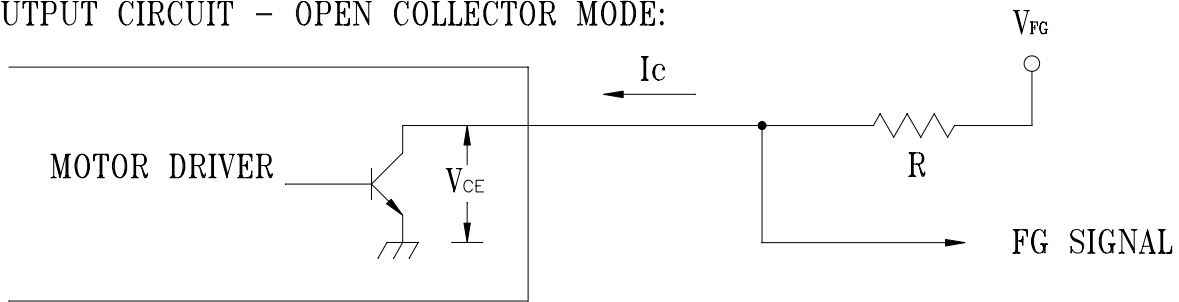 UTPUT CIRCUIT – OPEN COLLECTOR MODE:
VFG
Ic
MOTOR DRIVER
VCE
R
FG SIGNAL